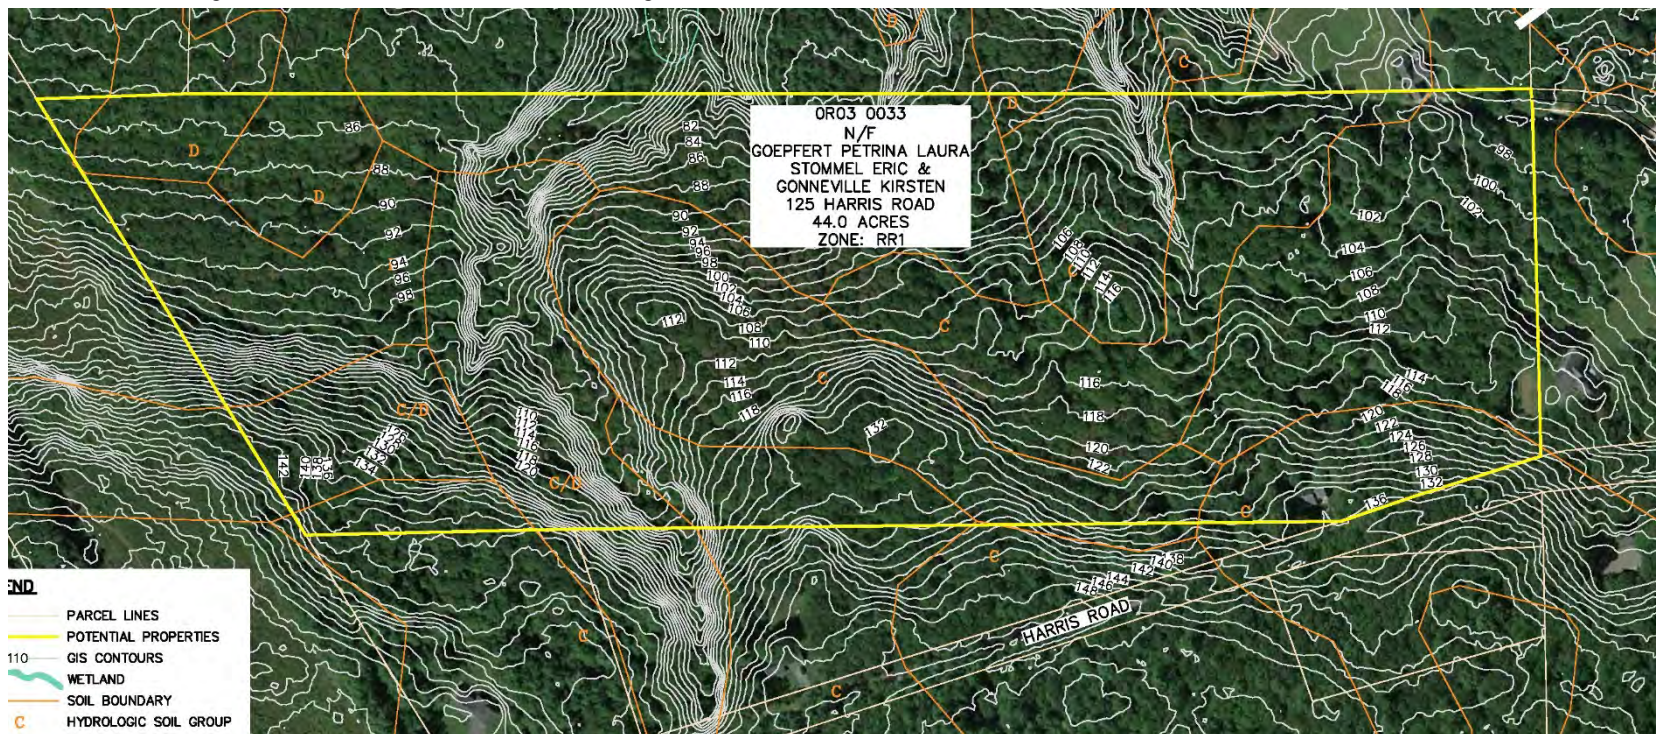 B
C
D
0R03 0033
N/F
GOEPFERT PETRINA LAURA
STOMMEL ERIC &
GONNEVILLE KIRSTEN
125 HARRIS ROAD
44.0 ACRES
ZONE: RR1
86
D
88
D
90
92
94
96
98
82
84
86
88
90
92
94
96
98
100
102
104
106
108
110
112
112
114
116
118
132
C
C
106
108
110
112
114
116
C
98
100
102
102
104
106
108
110
112
114
116
118
116
118
120
122
120
122
124
126
128
130
132
136
C
C/D
C/D
110
112
118
120
132
134
142
140
138
136
C
138
140
142
144
146
148
HARRIS ROAD
C
C
END
PARCEL LINES
POTENTIAL PROPERTIES
110 GIS CONTOURS
WETLAND
SOIL BOUNDARY
C HYDROLOGIC SOIL GROUP